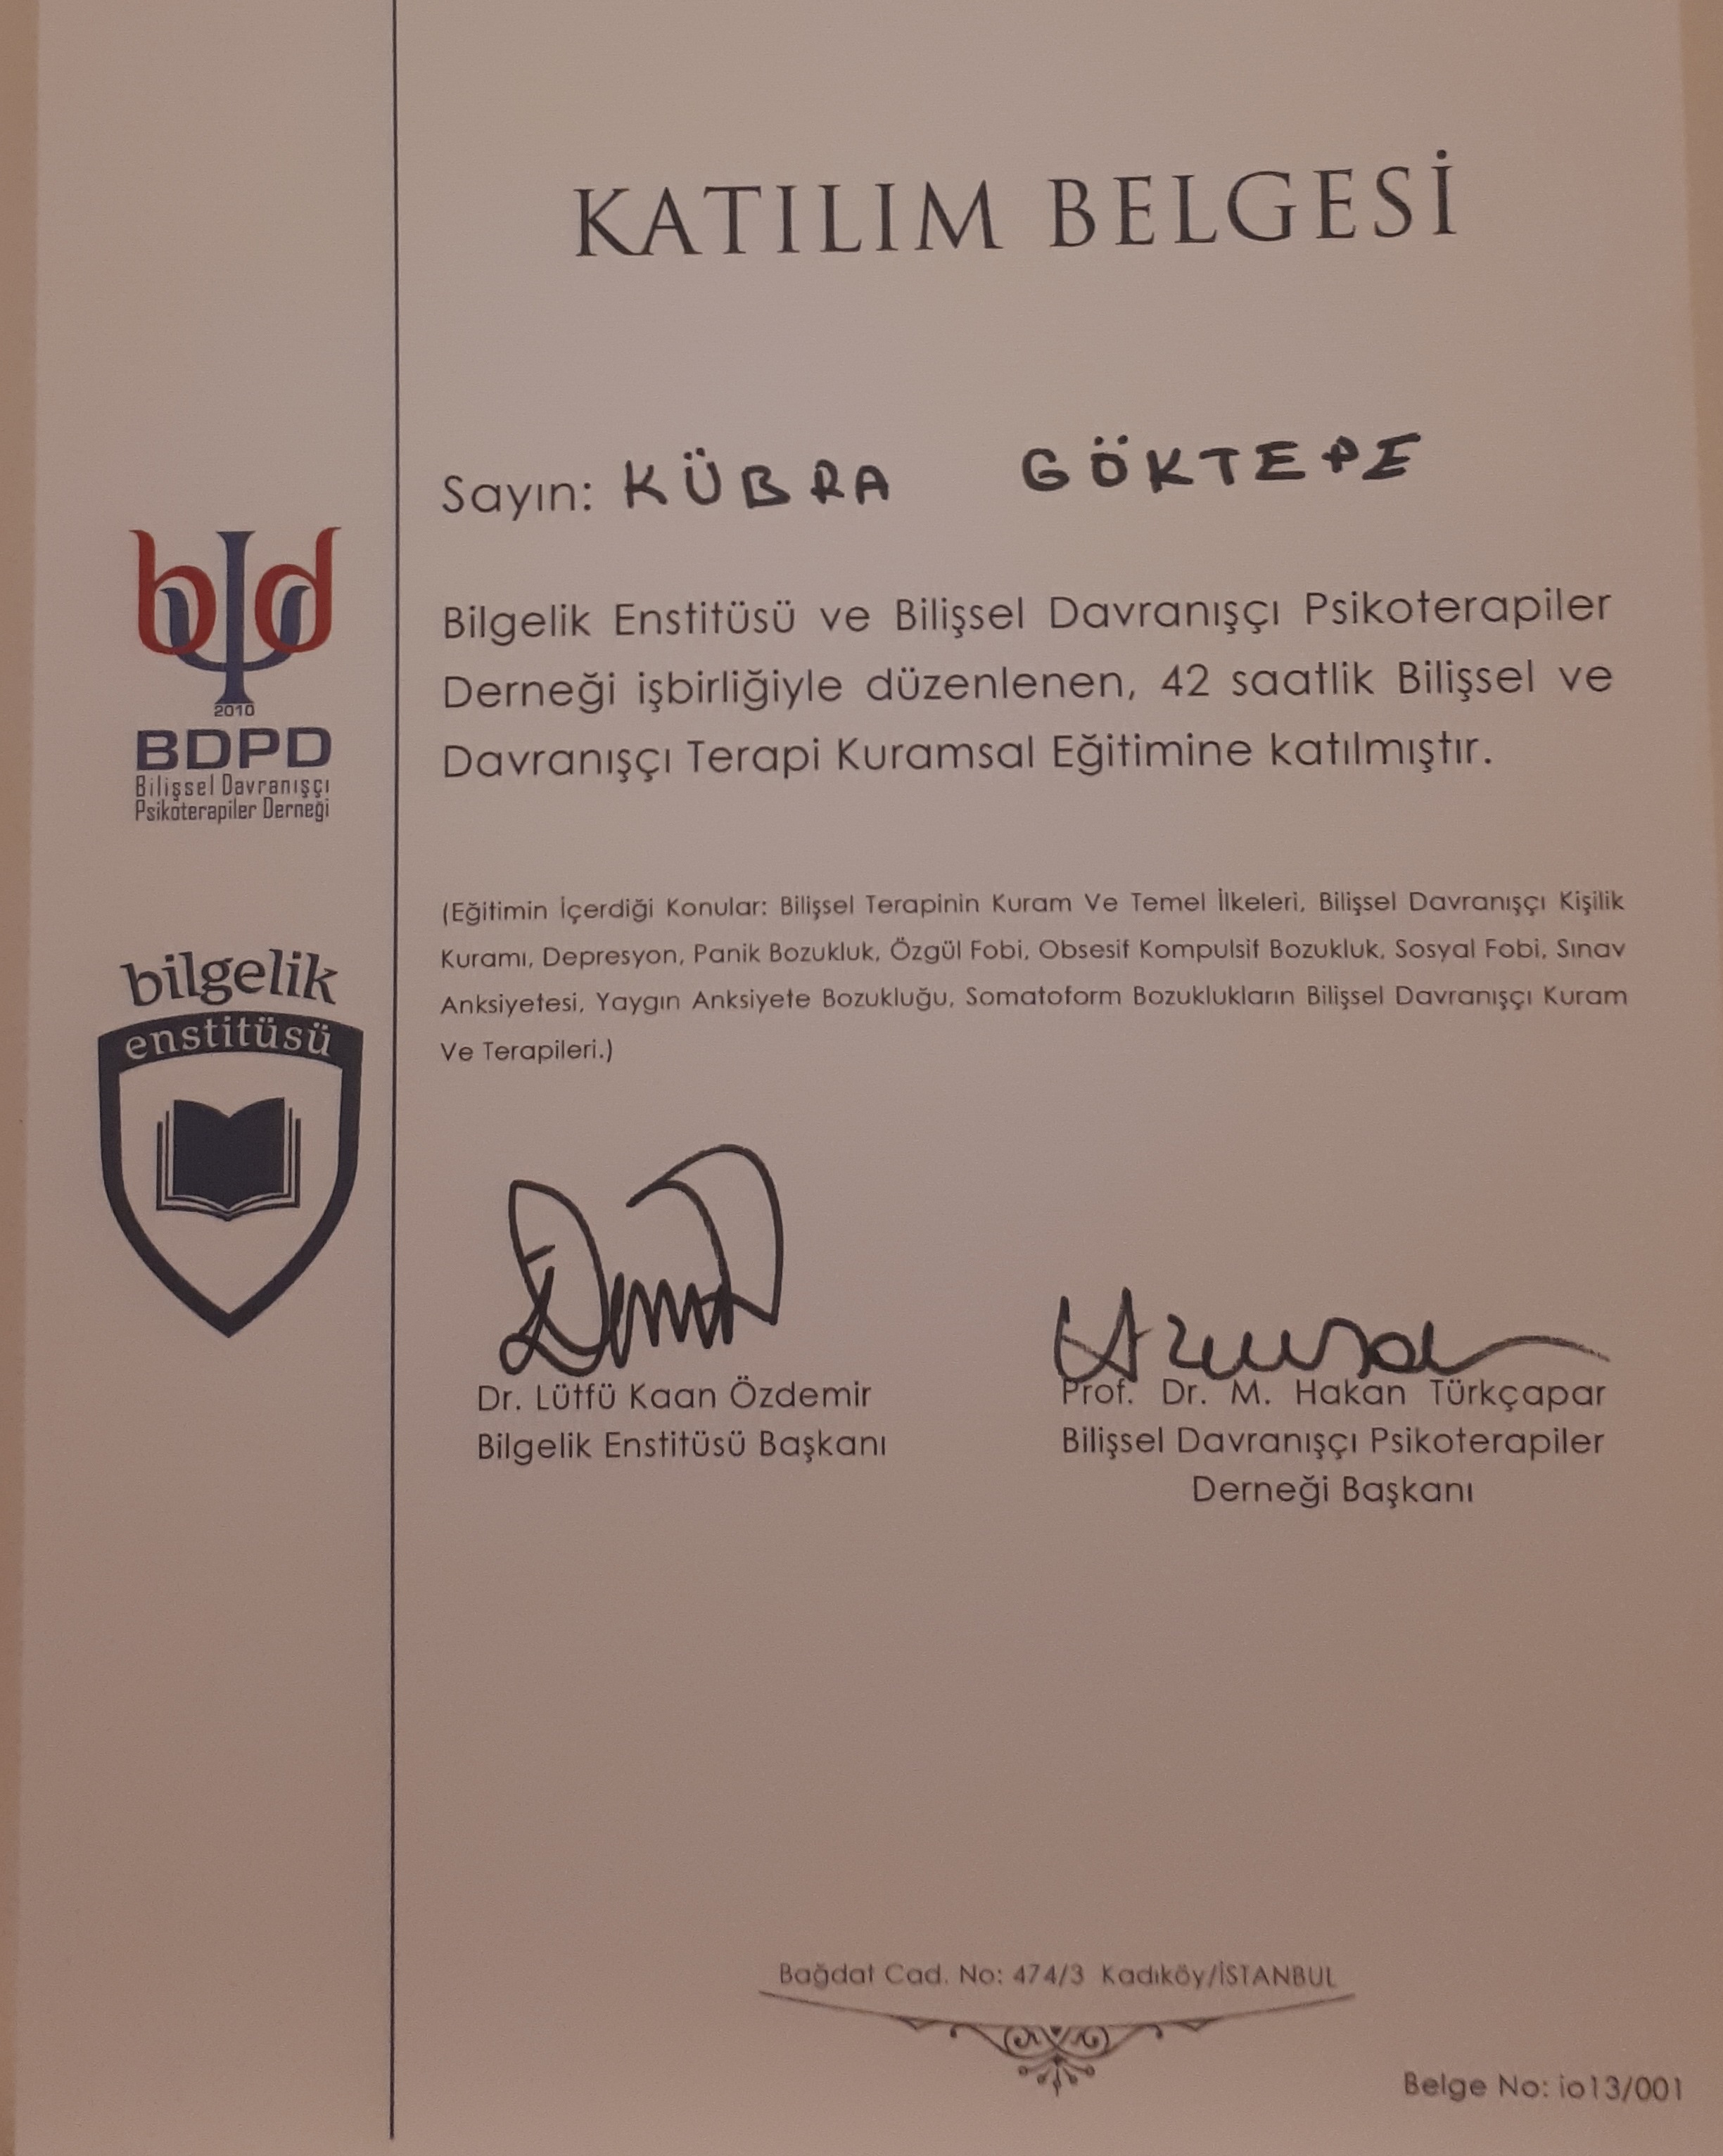 KATILIM BELGESİ
Sayın: KÜBRA GÖKTEPE
Bilgelik Enstitüsü ve Bilişsel Davranışçı Psikoterapiler
Derneği işbirliğiyle düzenlenen, 42 saatlik Bilişsel ve
Davranışçı Terapi Kuramsal Eğitimine katılmıştır.
(Eğitimin İçerdiği Konular: Bilişsel Terapinin Kuram Ve Temel İlkeleri, Bilişsel Davranışçı Kişilik
Kuramı, Depresyon, Panik Bozukluk, Özgül Fobi, Obsesif Kompulsif Bozukluk, Sosyal Fobi, Sınav
Anksiyetesi, Yaygın Anksiyete Bozukluğu, Somatoform Bozuklukların Bilişsel Davranışçı Kuram
Ve Terapileri.)
bd
2010
BDPD
Bilişsel Davranışçı
Psikoterapiler Derneği
bilgelik
enstitüsü
Dr. Lütfü Kaan Özdemir
Bilgelik Enstitüsü Başkanı
Prof. Dr. M. Hakan Türkçapar
Bilişsel Davranışçı Psikoterapiler
Derneği Başkanı
Bağdat Cad. No: 474/3 Kadıköy/İSTANBUL
Belge No: io13/001